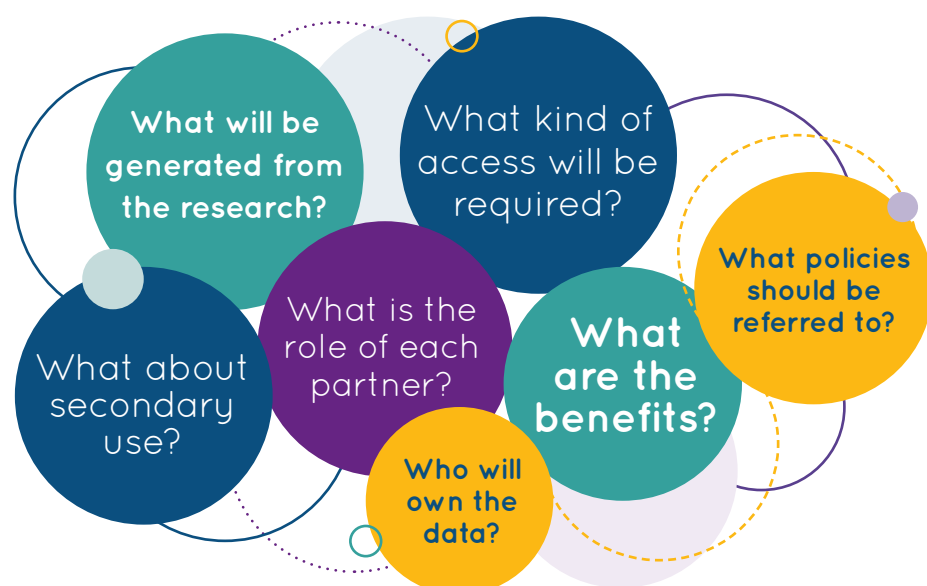 What will be
generated from
the research?
What kind of
access will be
required?
What policies
should be
referred to?
What about
secondary
use?
What is the
role of each
partner?
What
are the
benefits?
Who will
own the
data?